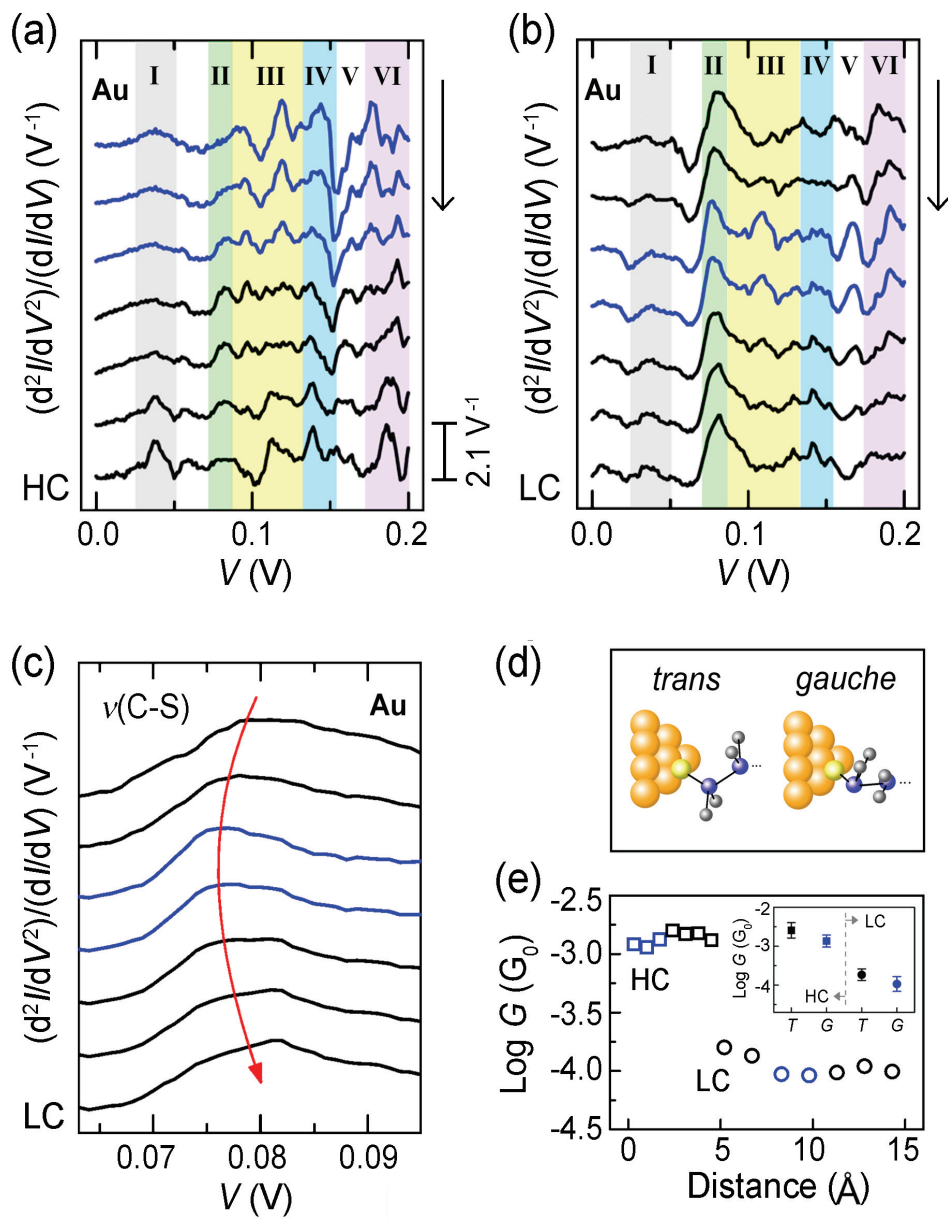 (a)
I II III IV V VI
Au
(d²I/dV²)/(dI/dV) (V⁻¹)
2.1 V⁻¹
HC
0.0 0.1 0.2
V (V)
(b)
I II III IV V VI
Au
(d²I/dV²)/(dI/dV) (V⁻¹)
LC
0.0 0.1 0.2
V (V)
(c)
ν(C-S) Au
(d²I/dV²)/(dI/dV) (V⁻¹)
LC
0.07 0.08 0.09
V (V)
(d)
trans gauche
... ...
(e)
Log G (G₀)
-2.5
-3.0
-3.5
-4.0
-4.5
HC
LC
0 5 10 15
Distance (Å)
Log G (G₀)
-2
-3
-4
LC
HC
T G T G